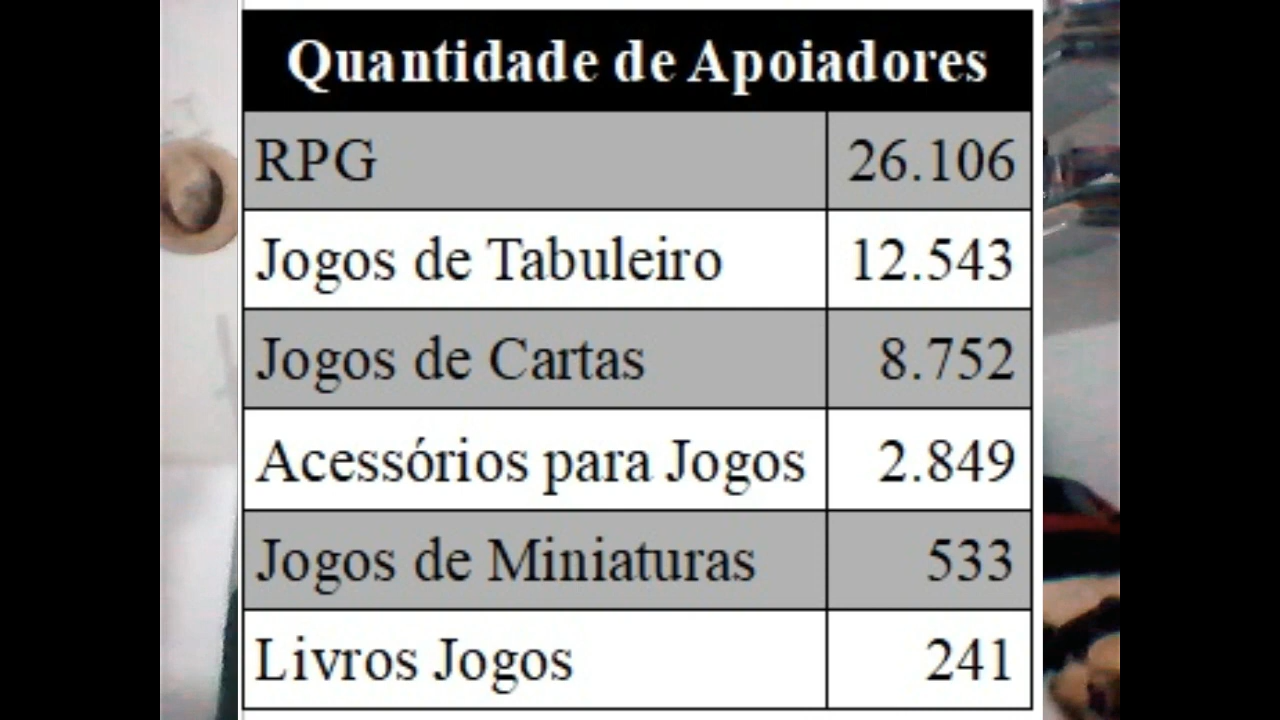 Quantidade de Apoiadores
RPG 26.106
Jogos de Tabuleiro 12.543
Jogos de Cartas 8.752
Acessórios para Jogos 2.849
Jogos de Miniaturas 533
Livros Jogos 241